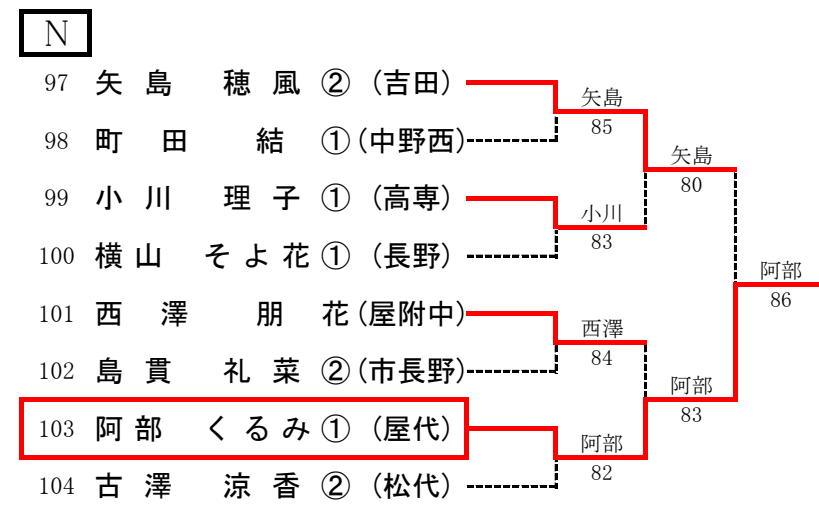 N
97 矢島 穂風 ② (吉田)
98 町田 結 ① (中野西)
99 小川 理子 ① (高専)
100 横山 そよ花 ① (長野)
101 西澤 朋花 (屋附中)
102 島貫 礼菜 ② (市長野)
103 阿部 くるみ ① (屋代)
104 古澤 涼香 ② (松代)
矢島
85
小川
83
西澤
84
阿部
82
矢島
80
阿部
83
阿部
86